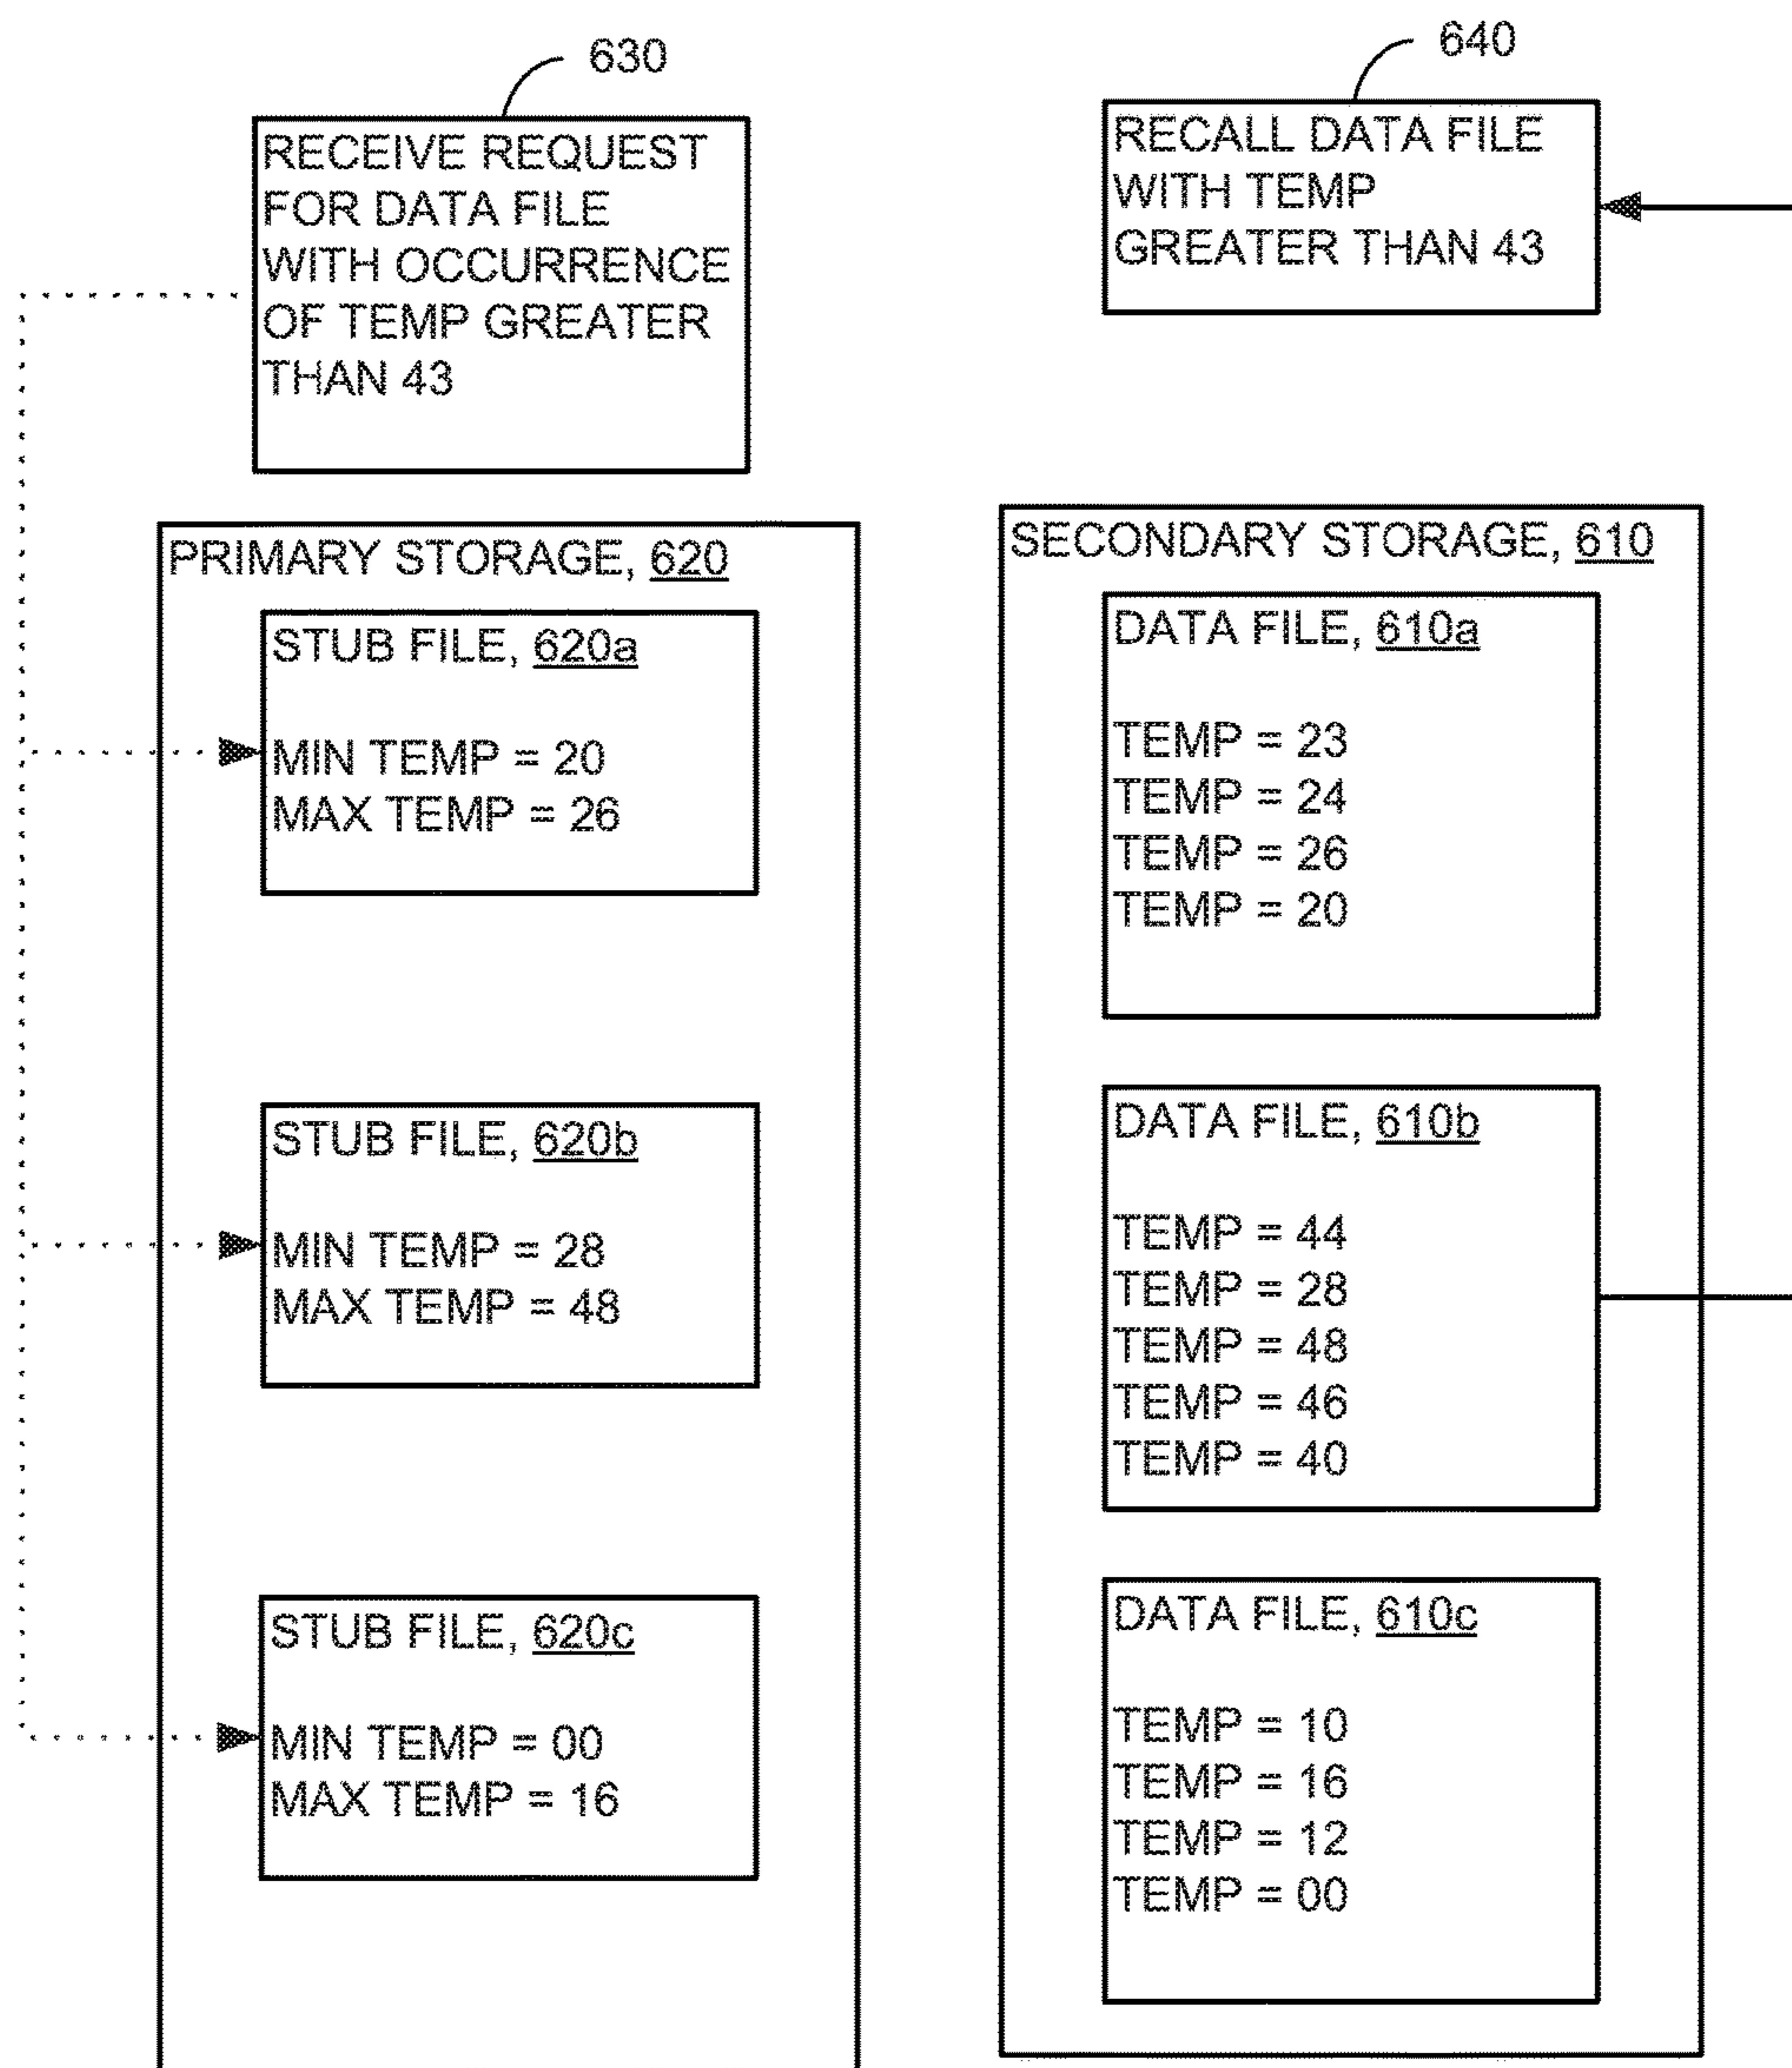 630
RECEIVE REQUEST
FOR DATA FILE
WITH OCCURRENCE
OF TEMP GREATER
THAN 43
640
RECALL DATA FILE
WITH TEMP
GREATER THAN 43
PRIMARY STORAGE, 620
STUB FILE, 620a
MIN TEMP = 20
MAX TEMP = 26
STUB FILE, 620b
MIN TEMP = 28
MAX TEMP = 48
STUB FILE, 620c
MIN TEMP = 00
MAX TEMP = 16
SECONDARY STORAGE, 610
DATA FILE, 610a
TEMP = 23
TEMP = 24
TEMP = 26
TEMP = 20
DATA FILE, 610b
TEMP = 44
TEMP = 28
TEMP = 48
TEMP = 46
TEMP = 40
DATA FILE, 610c
TEMP = 10
TEMP = 16
TEMP = 12
TEMP = 00